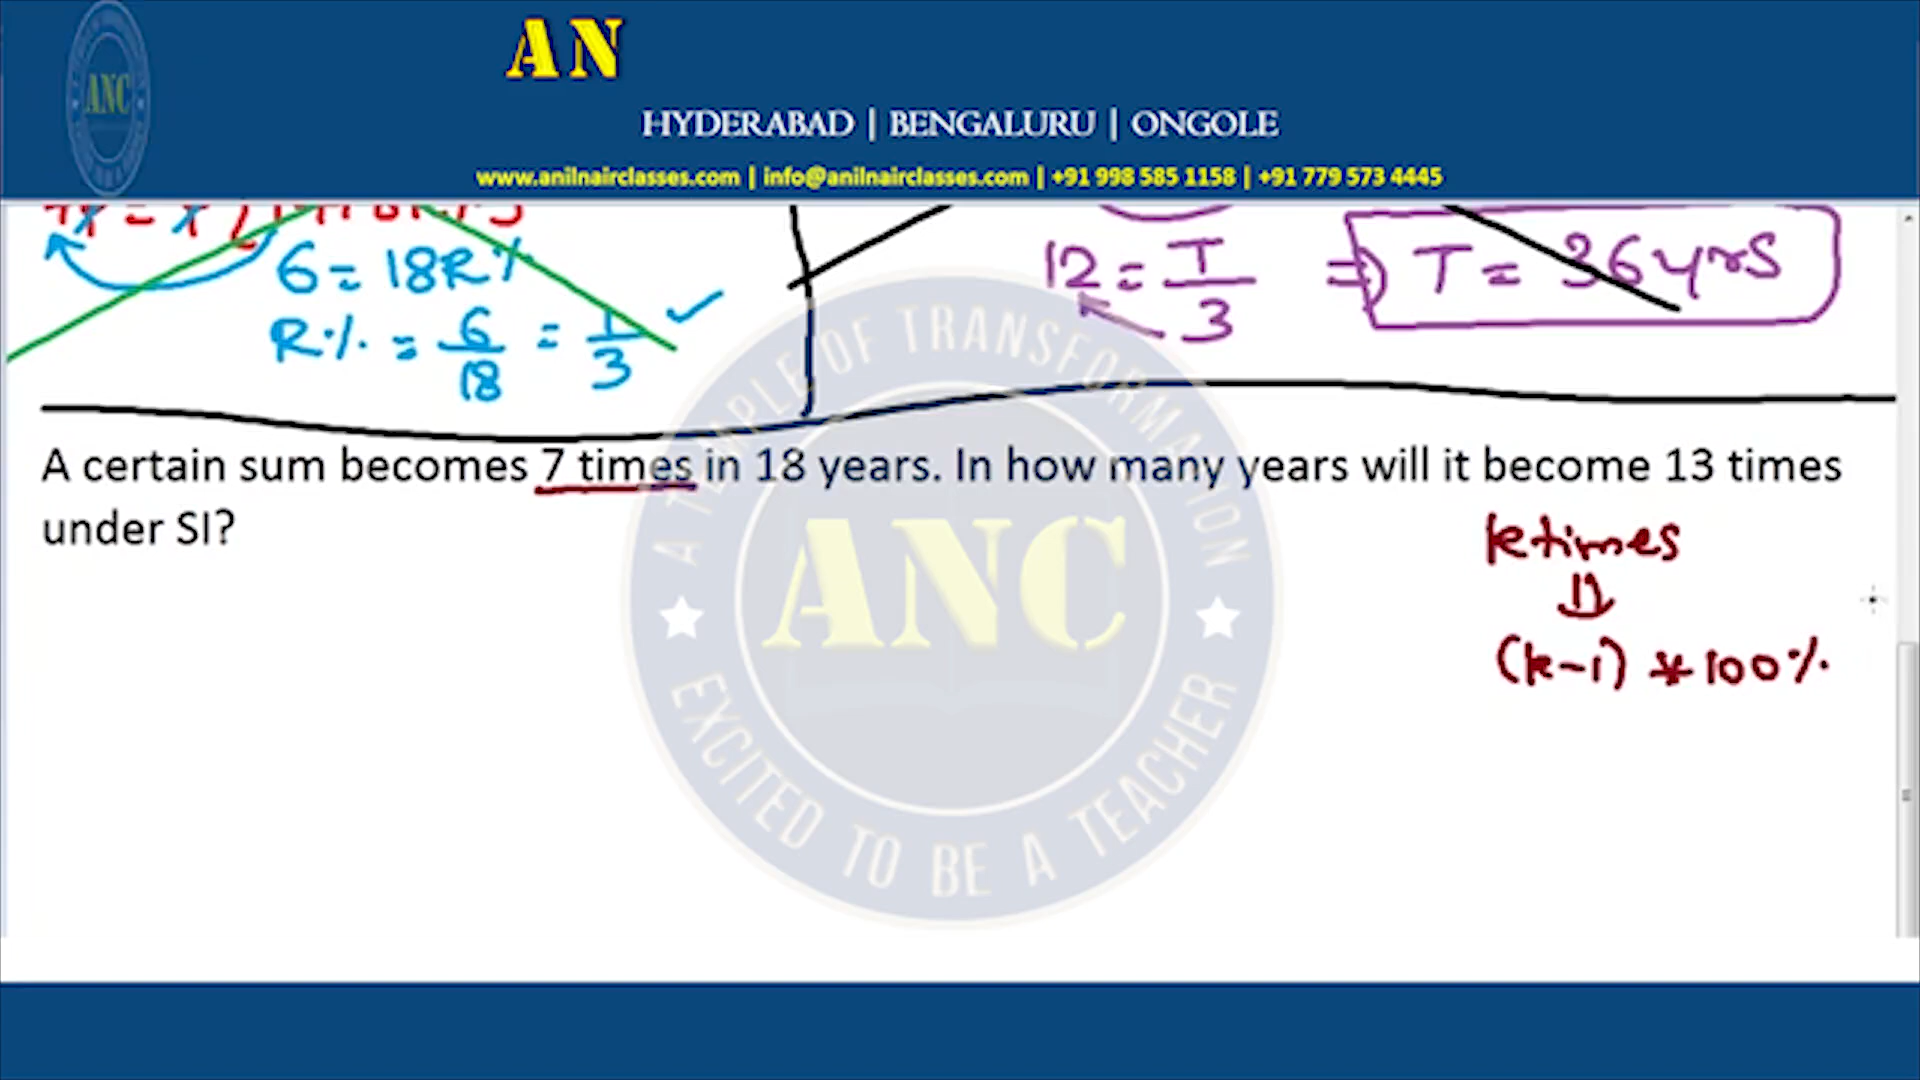 AN
ANC
HYDERABAD | BENGALURU | ONGOLE
www.anilnairclasses.com | info@anilnairclasses.com | +91 998 585 1158 | +91 779 573 4445
6 = 18R%
R% = 6/18 = 1/3 ✓
12 = T/3 ⇒ T = 36yrs
A certain sum becomes 7 times in 18 years. In how many years will it become 13 times
under SI?
k times
⇓
(k-1) * 100%
A TEMPLE OF TRANSFORMATION
ANC
EXCITED TO BE A TEACHER